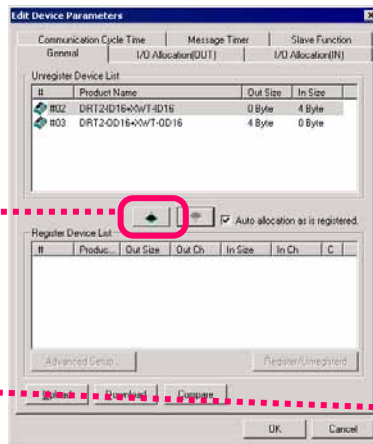 Edit Device Parameters
Communication Cycle Time Message Timer Slave Function
General I/O Allocation(OUT) I/O Allocation(IN)
Unregister Device List
# Product Name Out Size In Size
#02 DRT2-ID16+XWT-ID16 0 Byte 4 Byte
#03 DRT2-OD16+XWT-OD16 4 Byte 0 Byte
Auto allocation as is registered.
Register Device List
# Produc... Out Size Out Ch In Size In Ch C
Advanced Setup... Register/Unregisterd
Upload Download Compare
OK Cancel